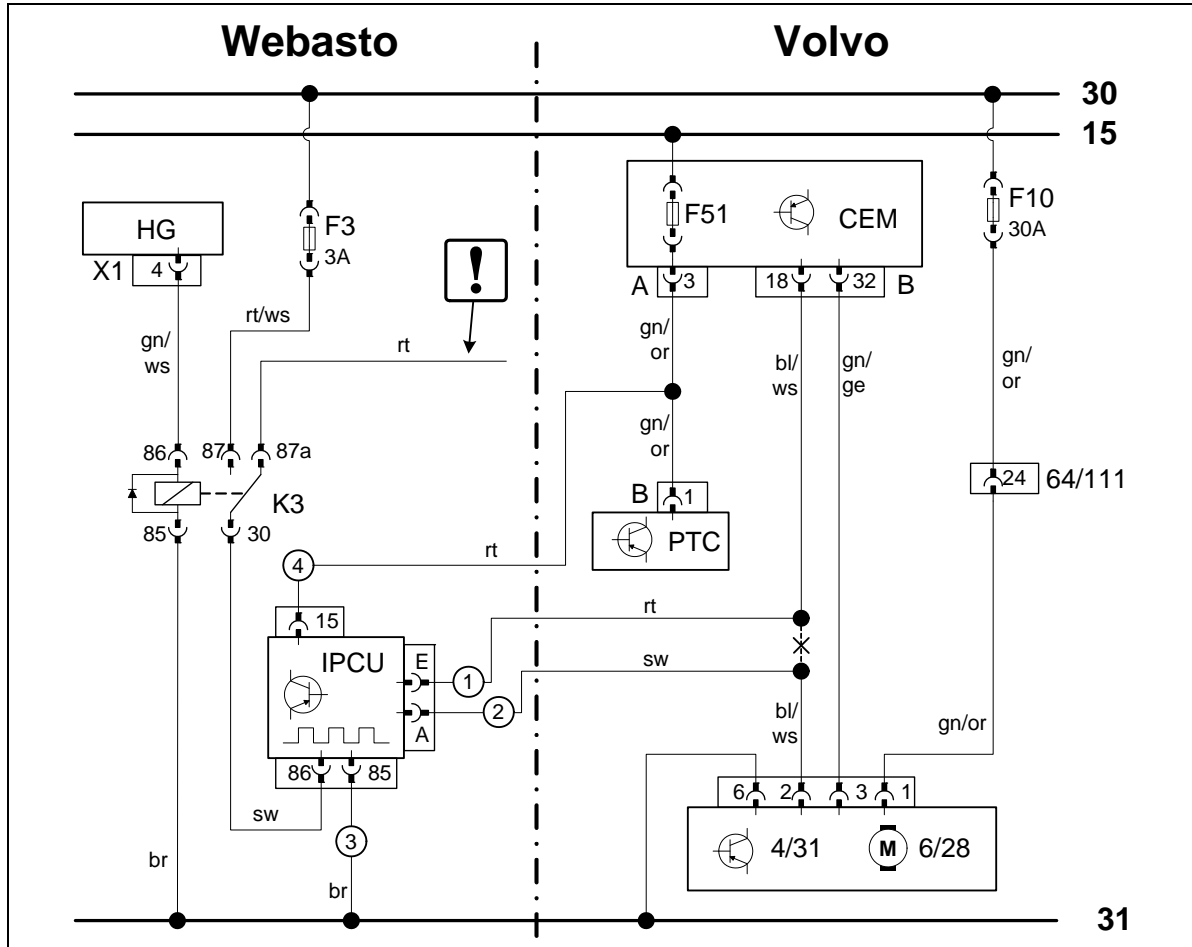 Webasto
Volvo
30
15
HG
X1
4
F3
3A
!
F51
CEM
F10
30A
A
3
18
32
B
rt/ws
gn/
ws
rt
gn/
or
bl/
ws
gn/
ge
gn/
or
gn/
or
86
87
87a
K3
85
30
B
1
PTC
24
64/111
4
rt
15
IPCU
E
A
1
rt
2
sw
bl/
ws
gn/or
86
85
sw
3
br
br
6
2
3
1
4/31
M
6/28
31